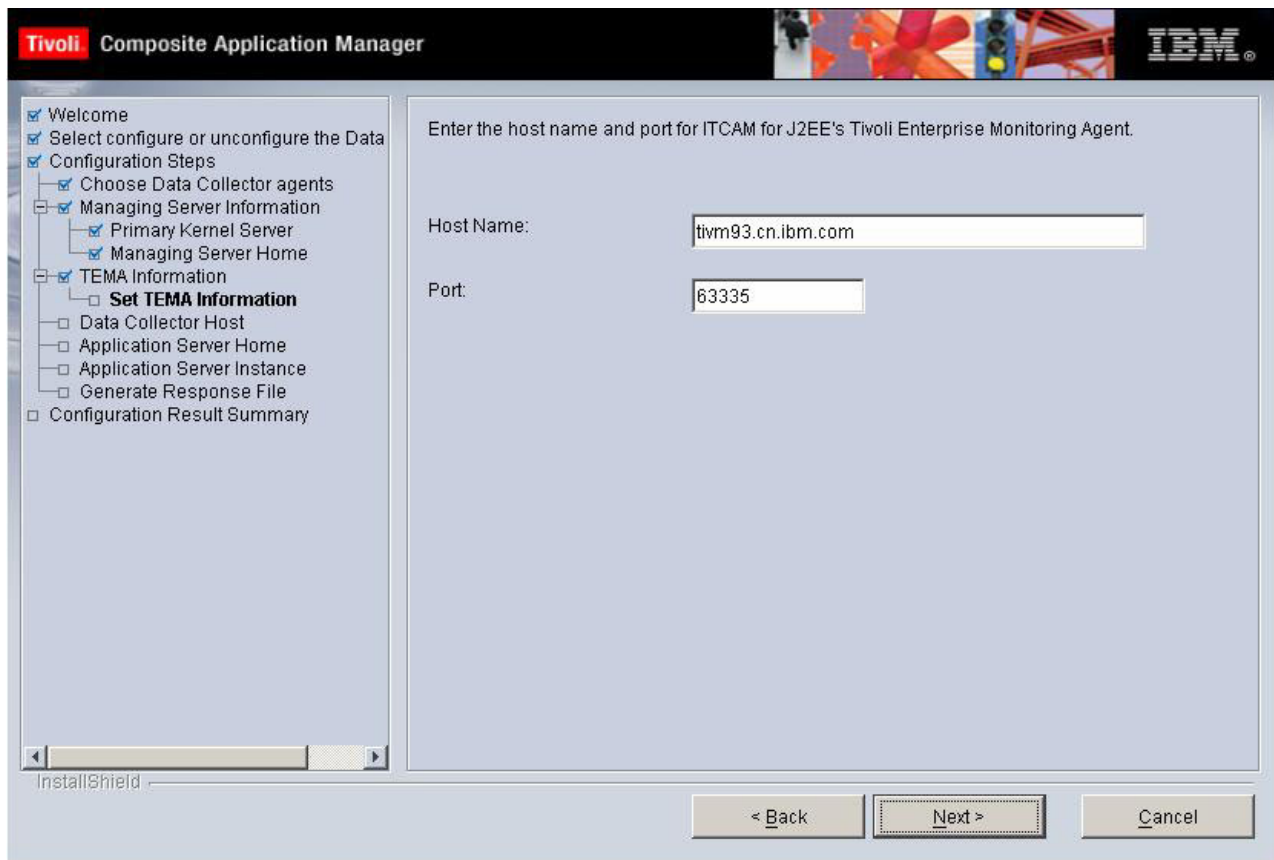 Tivoli. Composite Application Manager
IBM®
Welcome
Select configure or unconfigure the Data
Configuration Steps
Choose Data Collector agents
Managing Server Information
Primary Kernel Server
Managing Server Home
TEMA Information
Set TEMA Information
Data Collector Host
Application Server Home
Application Server Instance
Generate Response File
Configuration Result Summary
Enter the host name and port for ITCAM for J2EE's Tivoli Enterprise Monitoring Agent.
Host Name: tivm93.cn.ibm.com
Port: 63335
InstallShield
< Back Next > Cancel